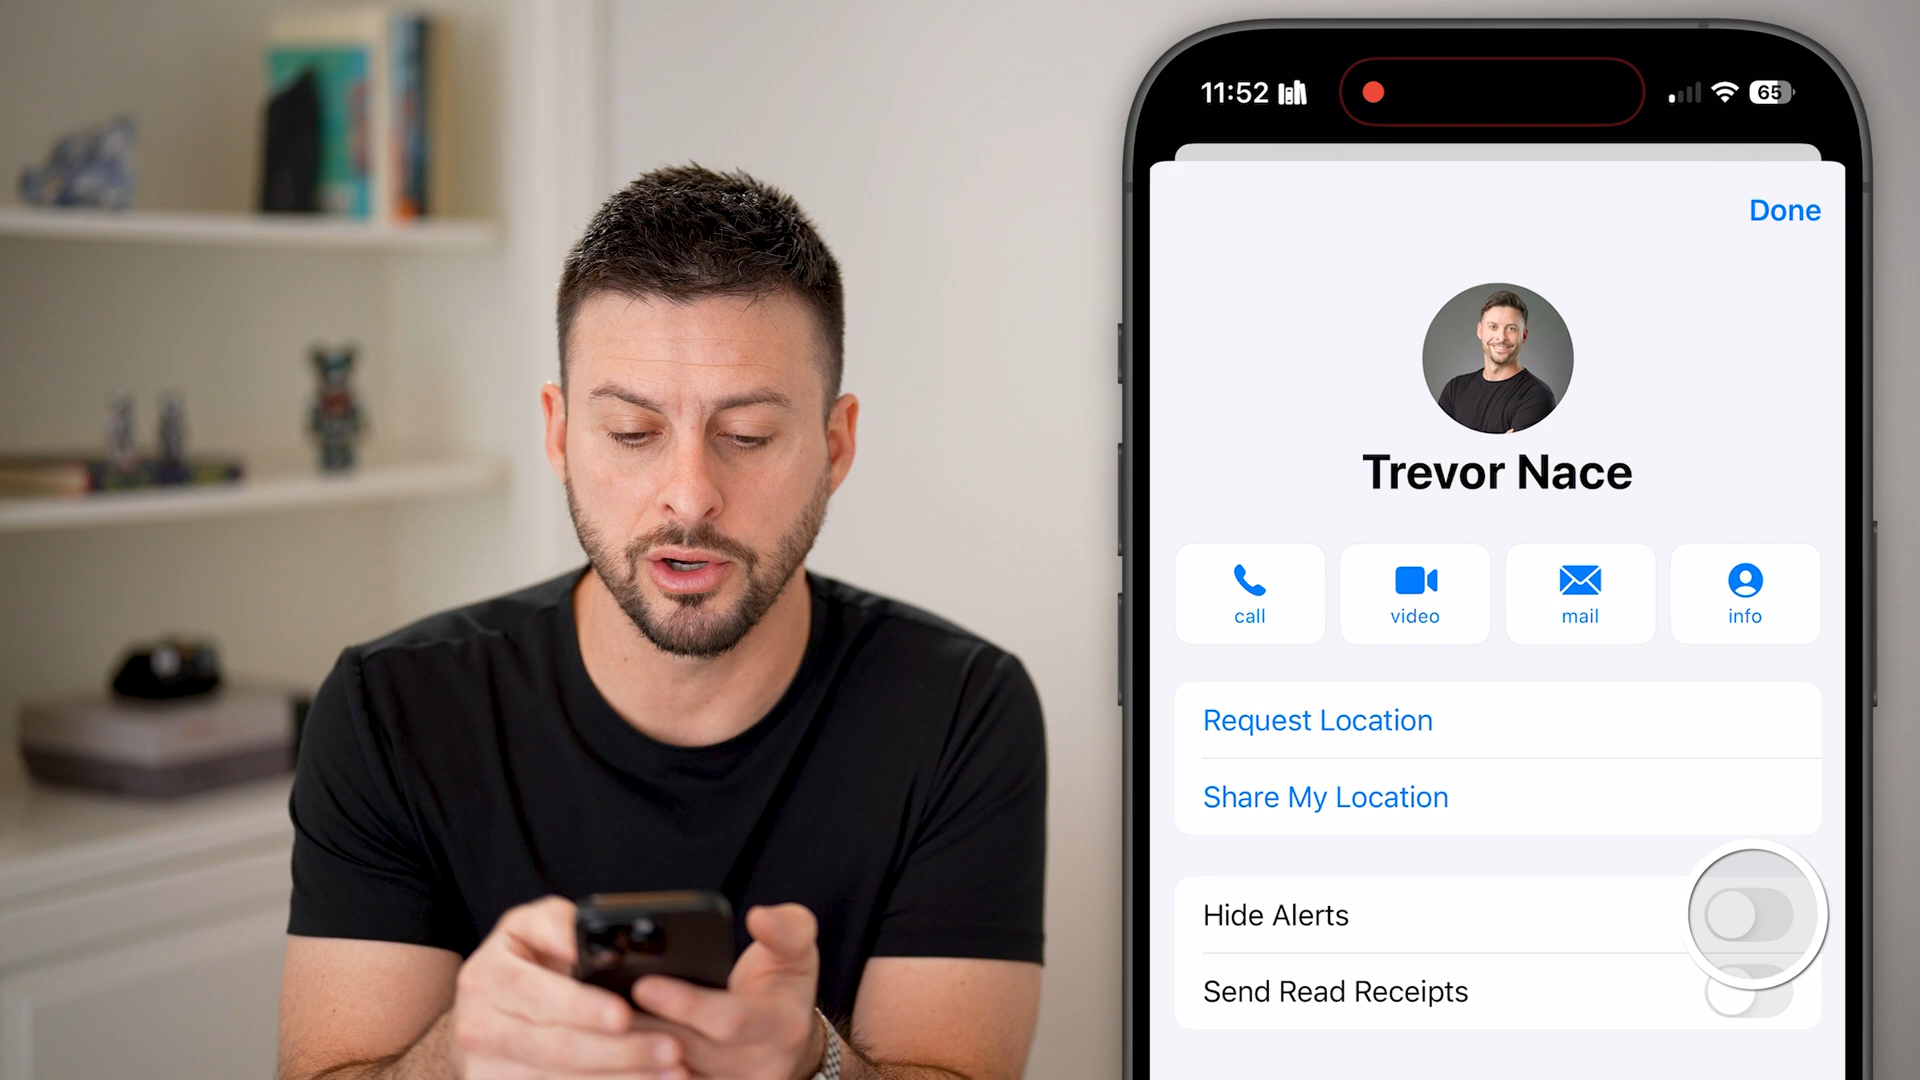 11:52
65
Done
Trevor Nace
call video mail info
Request Location
Share My Location
Hide Alerts
Send Read Receipts